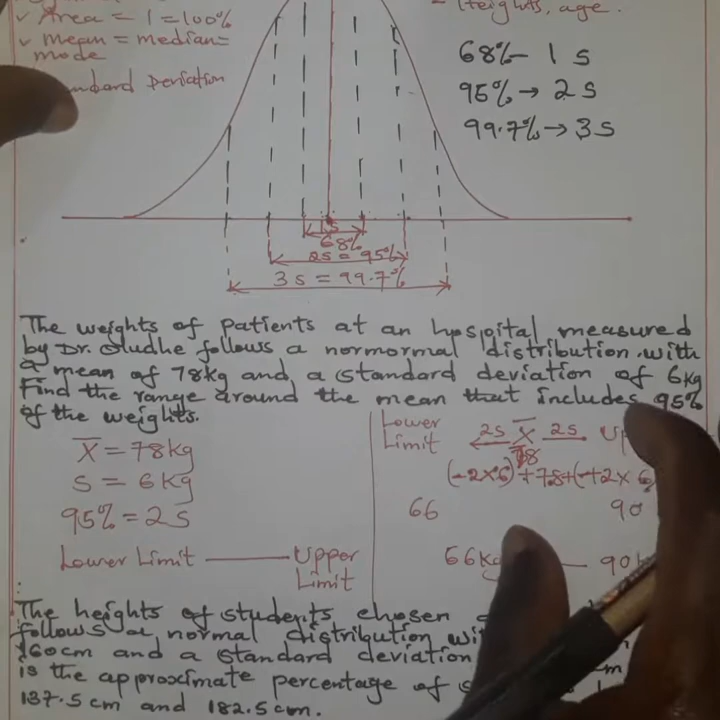 ✓ Area = 1 = 100%
✓ mean = median =
mode
Deviation
Heights, age.
68% - 1 s
95% → 2 s
99.7% → 3 s
1s
68%
2s = 95%
3 s = 99.7%
The weights of patients at an hospital measured
by Dr. Oludhe follows a normormal distribution with
a mean of 78kg and a standard deviation of 6kg
Find the range around the mean that includes 95%
of the weights.
X̅ = 78kg
S = 6kg
95% = 2s
Lower Limit ——— Upper
Limit
Lower
Limit
2s X̅ 2s
78
(-2×6) + 78 + (+2× 6)
66 90
66kg — 90
The heights of students chosen
follows a normal distribution
160cm and a standard deviation
is the approximate percentage of
137.5 cm and 182.5cm.